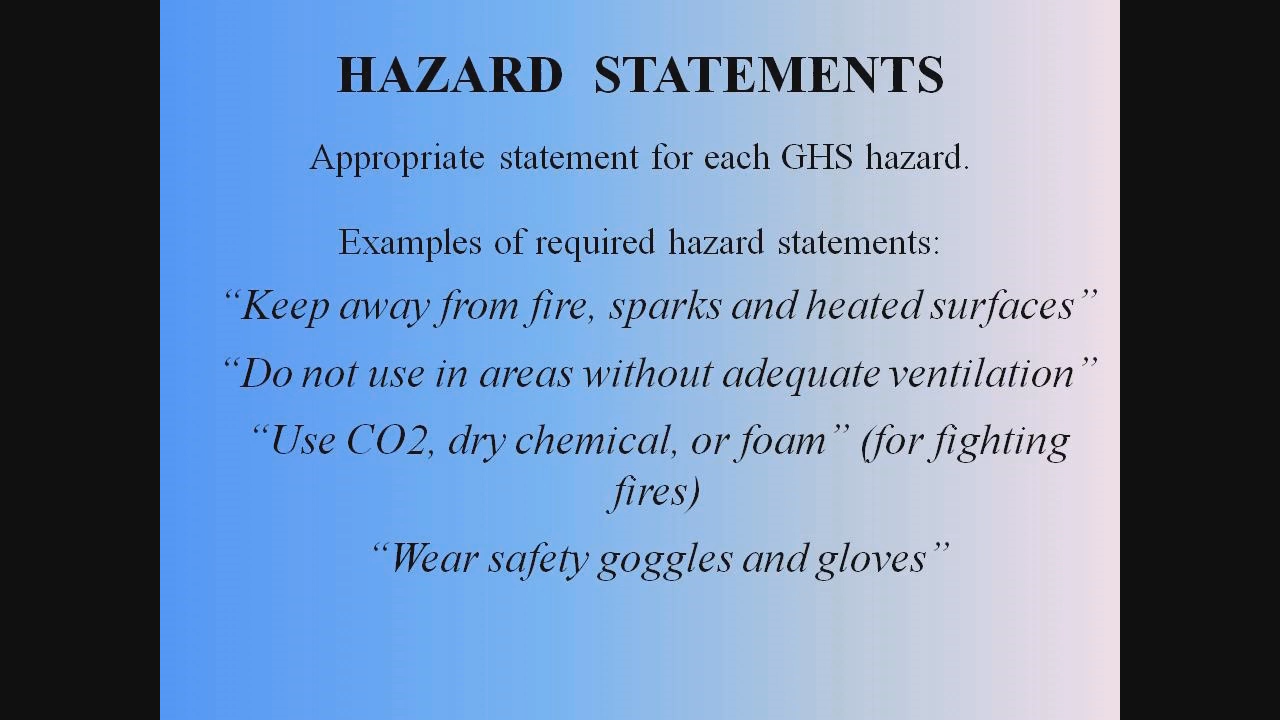 HAZARD STATEMENTS
Appropriate statement for each GHS hazard.
Examples of required hazard statements:
“Keep away from fire, sparks and heated surfaces”
“Do not use in areas without adequate ventilation”
“Use CO2, dry chemical, or foam” (for fighting
fires)
“Wear safety goggles and gloves”